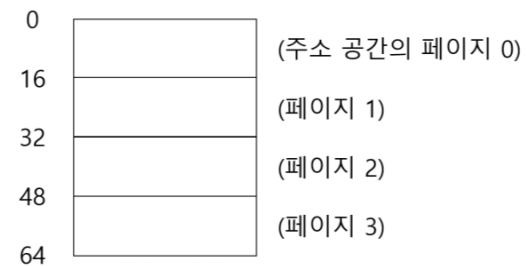 0
(주소 공간의 페이지 0)
16
(페이지 1)
32
(페이지 2)
48
(페이지 3)
64